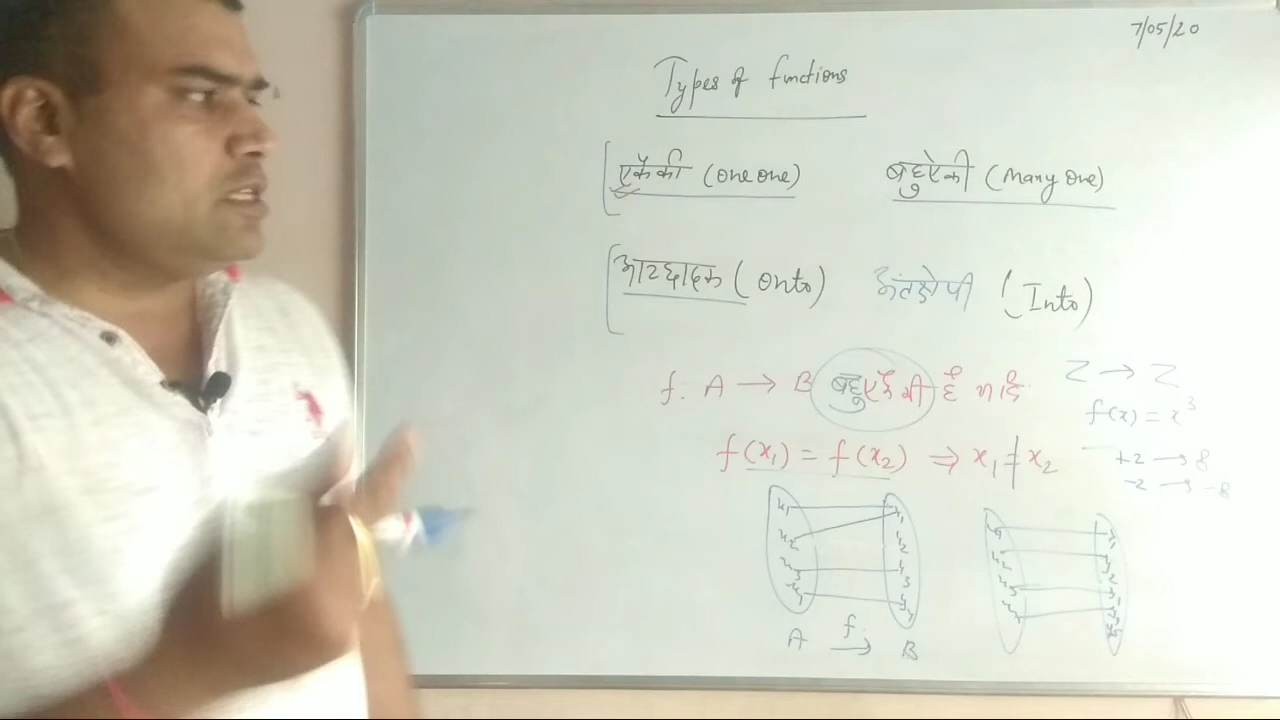 7/05/20
Types of functions
एकैकी (one one) बहुएकी (Many one)
आच्छादक (Onto) अंतक्षेपी (Into)
f: A → B बहुएकैकी है यदि
Z → Z
f(x) = x³
f(x₁) = f(x₂) ⇒ x₁ ≠ x₂
+2 → 8
-2 → -8
A f → B